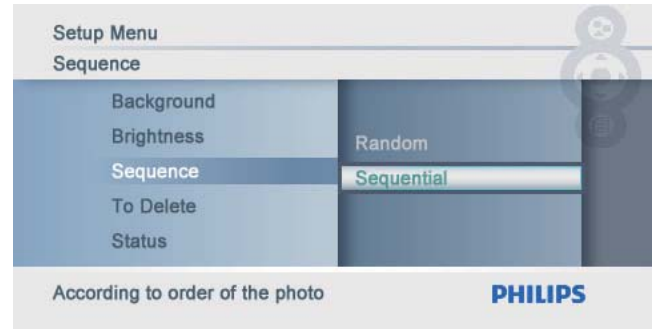 Setup Menu
Sequence
Background
Brightness
Sequence
To Delete
Status
Random
Sequential
According to order of the photo
PHILIPS